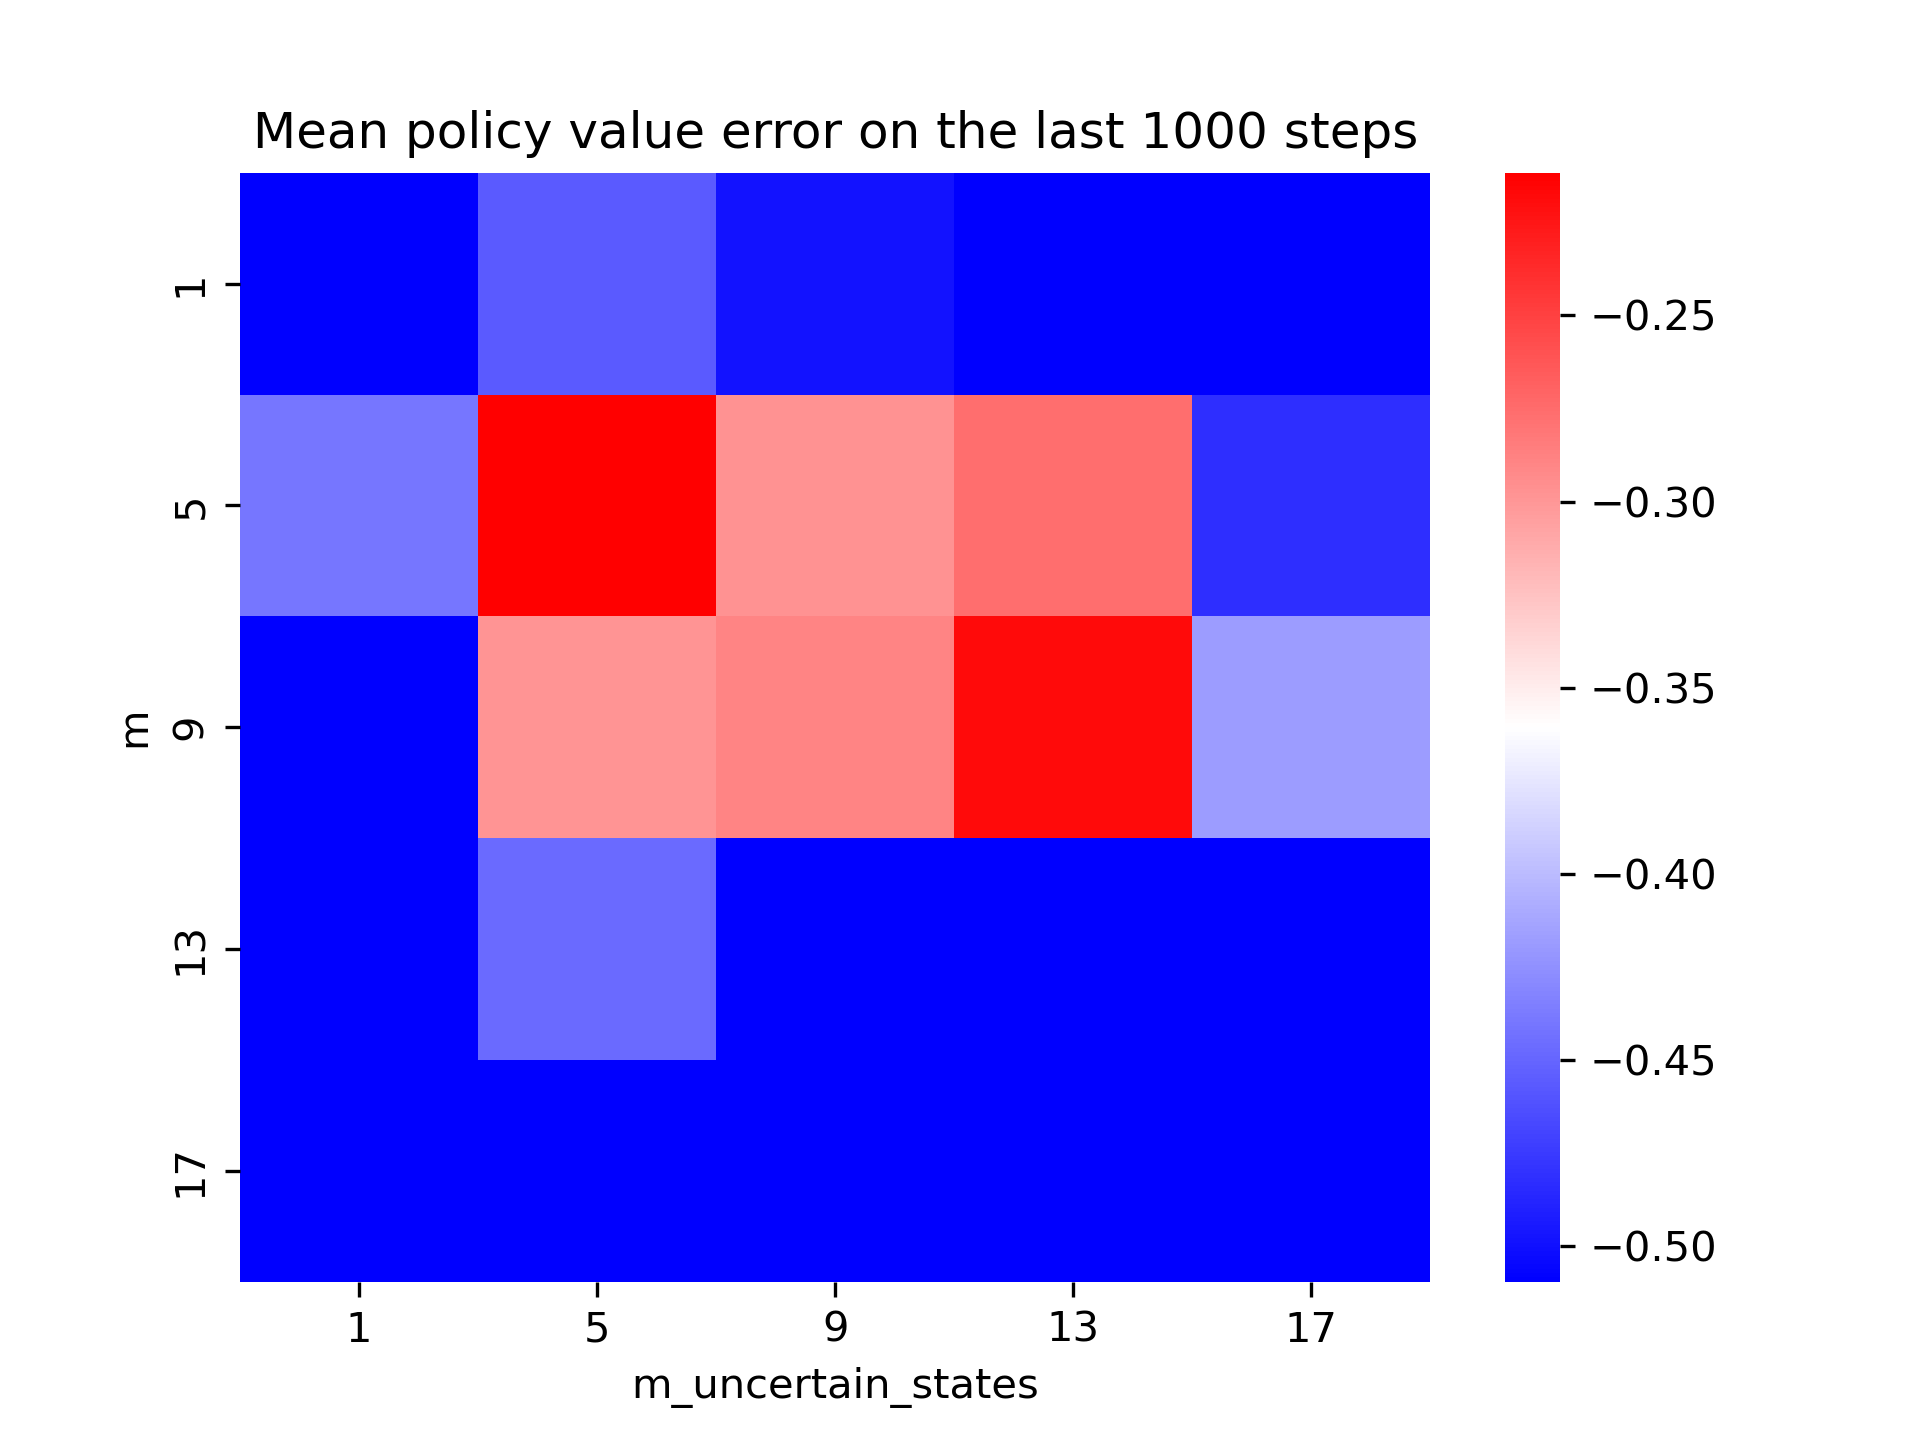 Mean policy value error on the last 1000 steps
m
1
5
9
13
17
1 5 9 13 17
m_uncertain_states
−0.25
−0.30
−0.35
−0.40
−0.45
−0.50